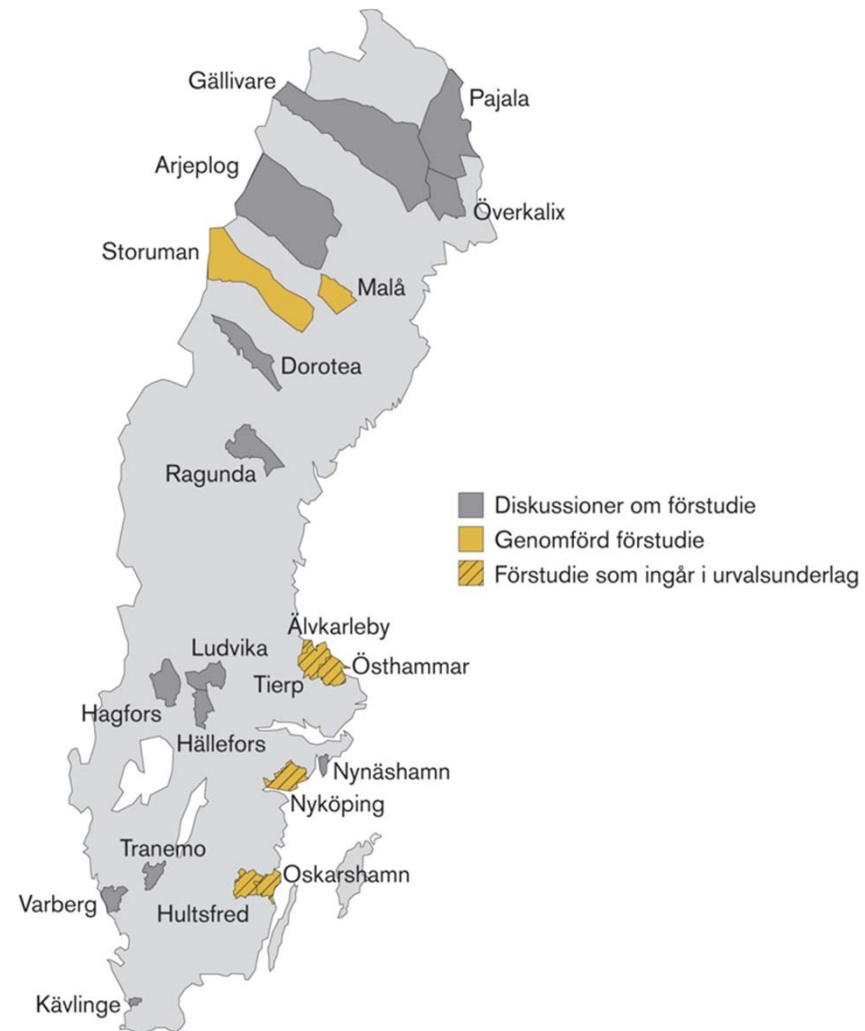 Gällivare
Pajala
Arjeplog
Överkalix
Storuman
Malå
Dorotea
Ragunda
Diskussioner om förstudie
Genomförd förstudie
Förstudie som ingår i urvalsunderlag
Älvkarleby
Ludvika
Östhammar
Tierp
Hagfors
Hällefors
Nynäshamn
Nyköping
Tranemo
Oskarshamn
Varberg
Hultsfred
Kävlinge